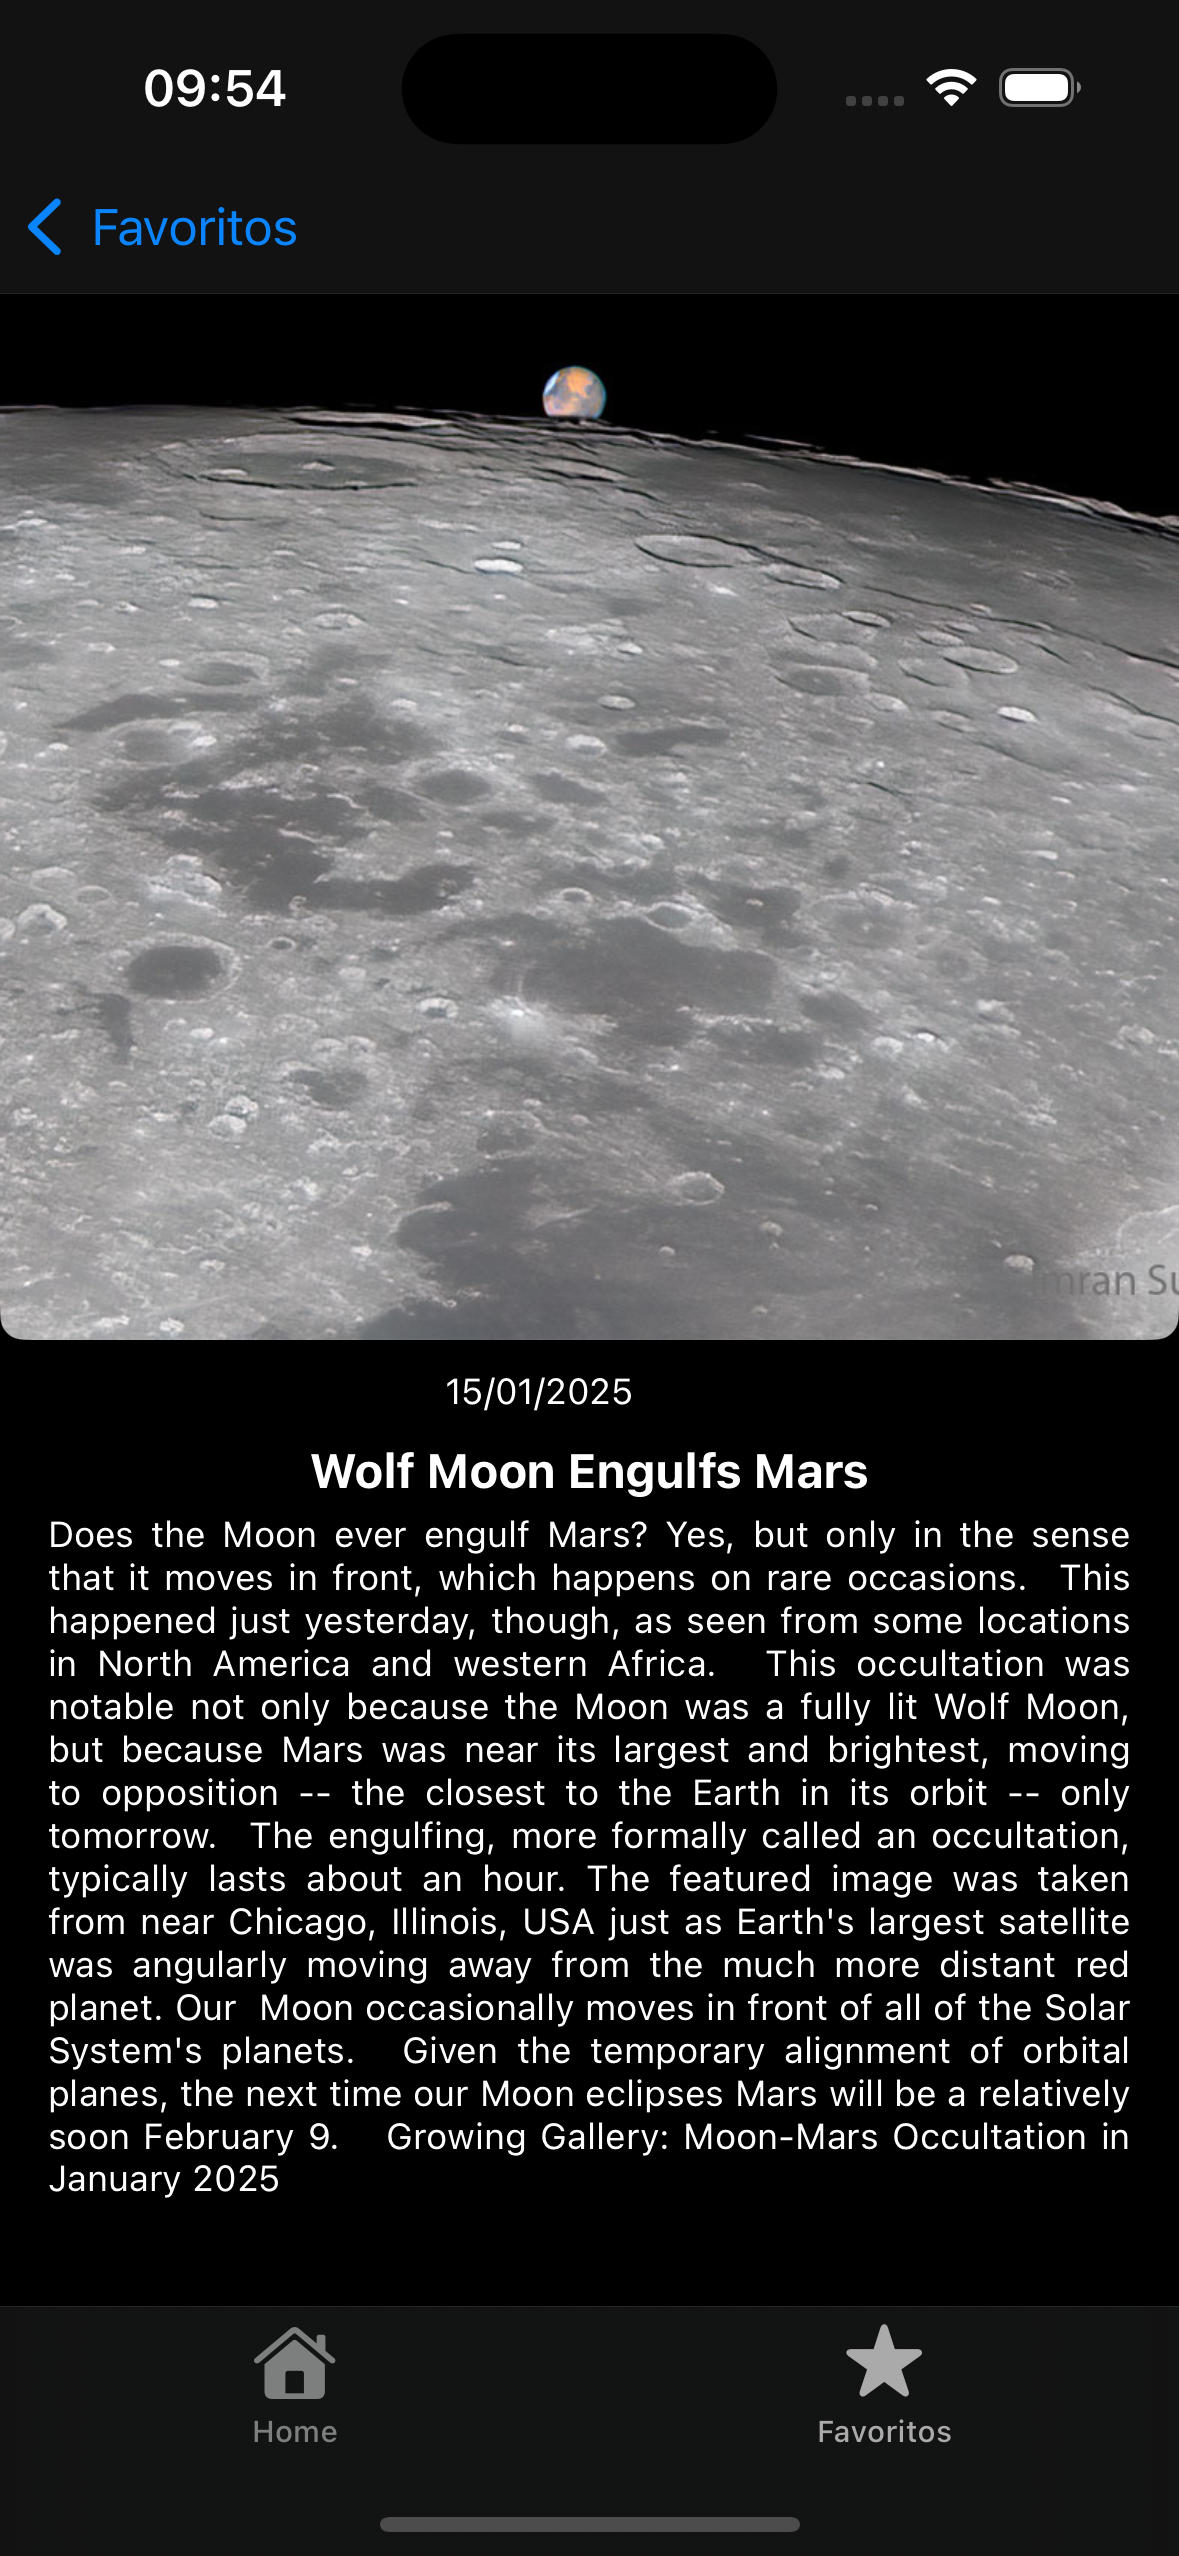 09:54
Favoritos
mran Su
15/01/2025
Wolf Moon Engulfs Mars
Does the Moon ever engulf Mars? Yes, but only in the sense
that it moves in front, which happens on rare occasions.  This
happened just yesterday, though, as seen from some locations
in North America and western Africa.  This occultation was
notable not only because the Moon was a fully lit Wolf Moon,
but because Mars was near its largest and brightest, moving
to opposition -- the closest to the Earth in its orbit -- only
tomorrow.  The engulfing, more formally called an occultation,
typically lasts about an hour. The featured image was taken
from near Chicago, Illinois, USA just as Earth's largest satellite
was angularly moving away from the much more distant red
planet. Our  Moon occasionally moves in front of all of the Solar
System's planets.  Given the temporary alignment of orbital
planes, the next time our Moon eclipses Mars will be a relatively
soon February 9.   Growing Gallery: Moon-Mars Occultation in
January 2025
Home
Favoritos